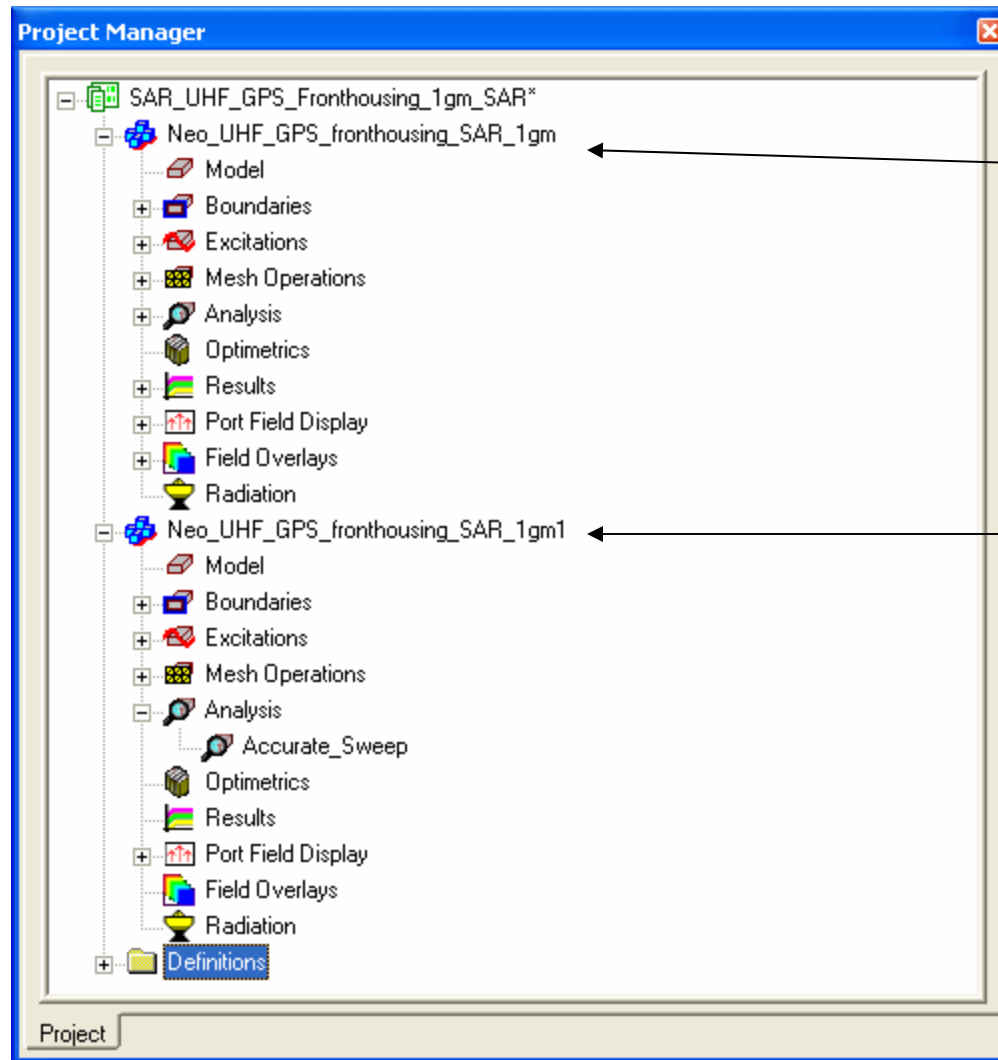 Project Manager
SAR_UHF_GPS_Fronthousing_1gm_SAR*
Neo_UHF_GPS_fronthousing_SAR_1gm
Model
Boundaries
Excitations
Mesh Operations
Analysis
Optimetrics
Results
Port Field Display
Field Overlays
Radiation
Neo_UHF_GPS_fronthousing_SAR_1gm1
Model
Boundaries
Excitations
Mesh Operations
Analysis
Accurate_Sweep
Optimetrics
Results
Port Field Display
Field Overlays
Radiation
Definitions
Project